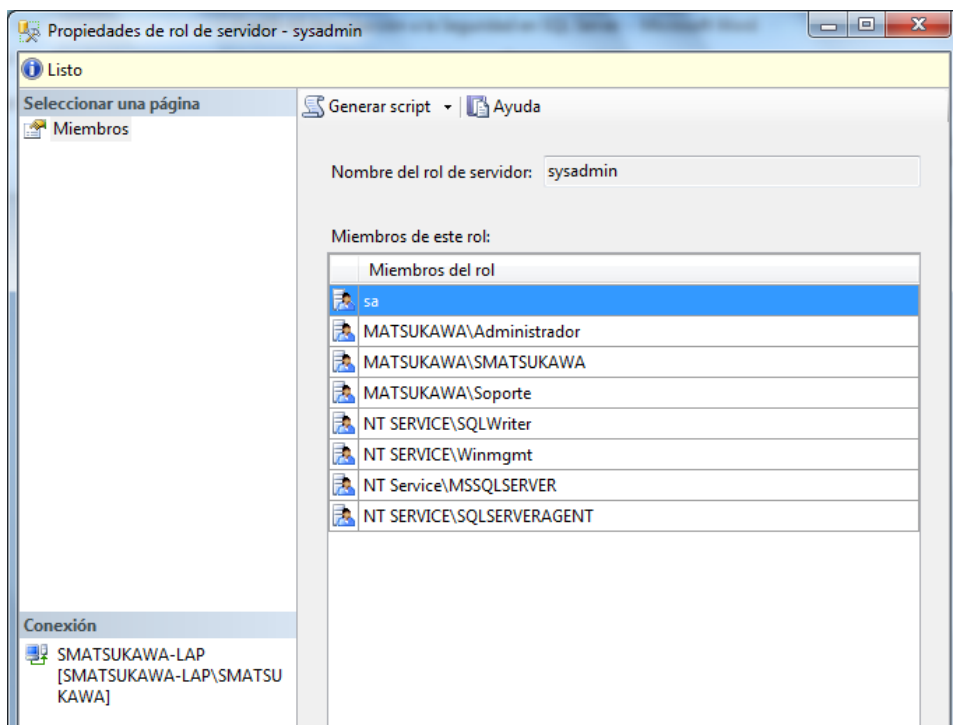 Propiedades de rol de servidor - sysadmin
Listo
Seleccionar una página
Miembros
Generar script
Ayuda
Nombre del rol de servidor: sysadmin
Miembros de este rol:
Miembros del rol
sa
MATSUKAWA\Administrador
MATSUKAWA\SMATSUKAWA
MATSUKAWA\Soporte
NT SERVICE\SQLWriter
NT SERVICE\Winmgmt
NT Service\MSSQLSERVER
NT SERVICE\SQLSERVERAGENT
Conexión
SMATSUKAWA-LAP
[SMATSUKAWA-LAP\SMATSU
KAWA]